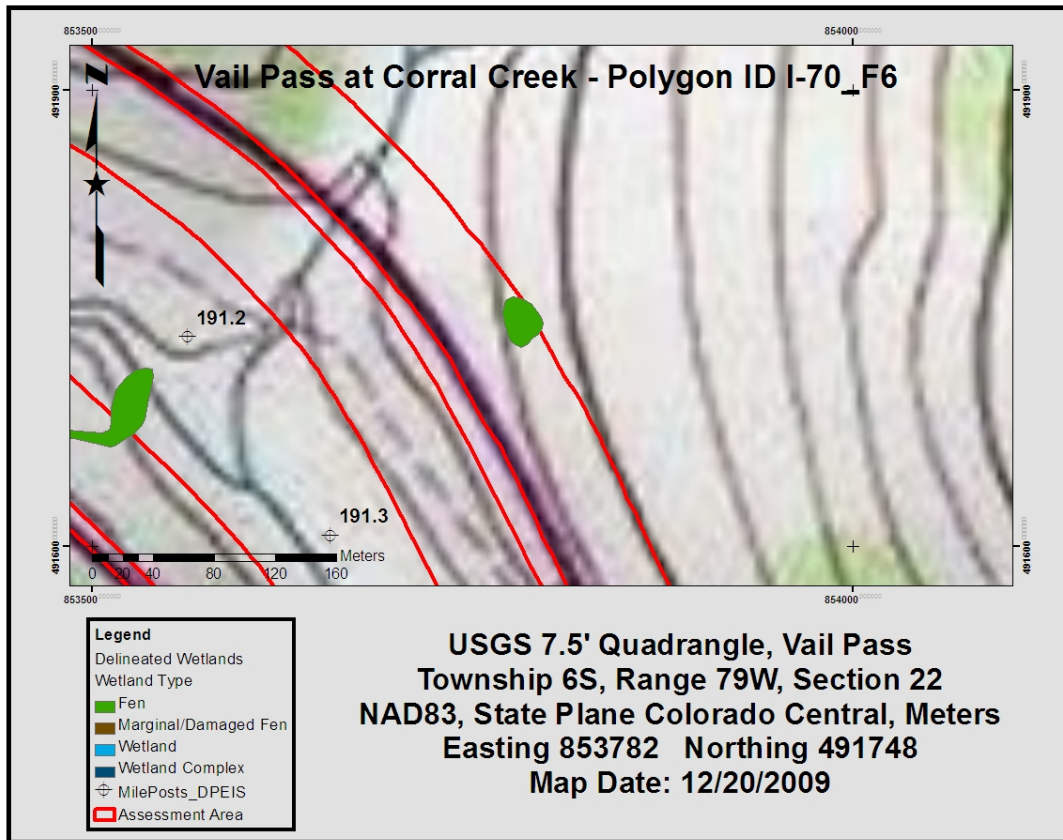 853500
854000
491900
491900
N
Vail Pass at Corral Creek - Polygon ID I-70_F6
191.2
191.3
Meters
0 20 40 80 120 160
491600
491600
853500
854000
Legend
Delineated Wetlands
Wetland Type
Fen
Marginal/Damaged Fen
Wetland
Wetland Complex
MilePosts_DPEIS
Assessment Area
USGS 7.5' Quadrangle, Vail Pass
Township 6S, Range 79W, Section 22
NAD83, State Plane Colorado Central, Meters
Easting 853782 Northing 491748
Map Date: 12/20/2009